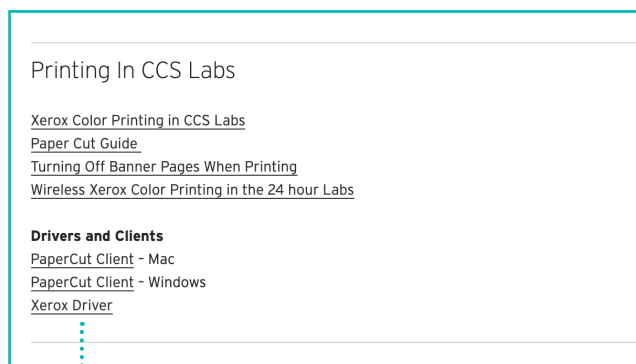 Printing In CCS Labs
Xerox Color Printing in CCS Labs
Paper Cut Guide
Turning Off Banner Pages When Printing
Wireless Xerox Color Printing in the 24 hour Labs
Drivers and Clients
PaperCut Client – Mac
PaperCut Client – Windows
Xerox Driver